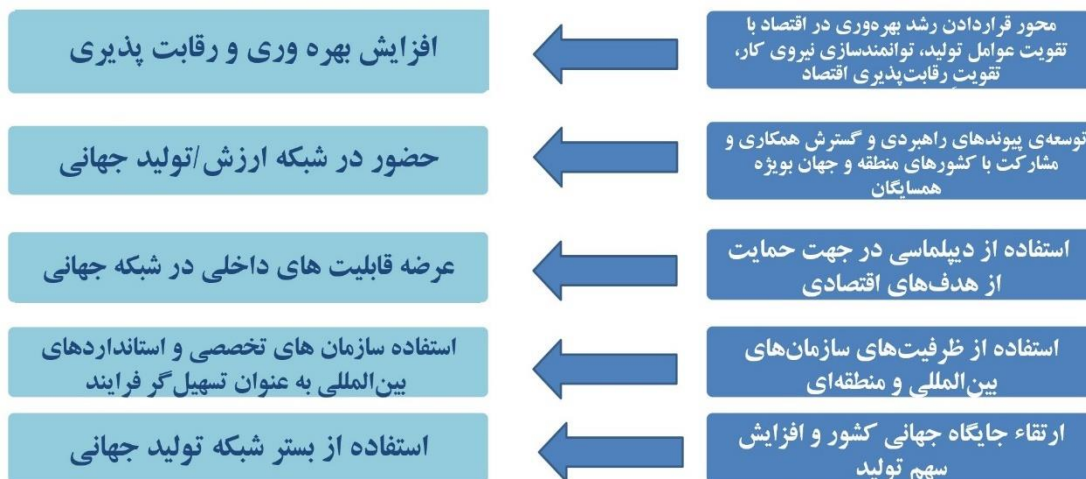 محور قراردادن رشد بهره‌وری در اقتصاد با
تقویت عوامل تولید، توانمندسازی نیروی کار،
تقویت رقابت‌پذیری اقتصاد
افزایش بهره وری و رقابت پذیری
توسعه‌ی پیوندهای راهبردی و گسترش همکاری و
مشارکت با کشورهای منطقه و جهان بویژه
همسایگان
حضور در شبکه ارزش/تولید جهانی
استفاده از دیپلماسی در جهت حمایت
از هدف‌های اقتصادی
عرضه قابلیت های داخلی در شبکه جهانی
استفاده از ظرفیت‌های سازمان‌های
بین‌المللی و منطقه‌ای
استفاده سازمان های تخصصی و استانداردهای
بین‌المللی به عنوان تسهیل‌گر فرایند
ارتقاء جایگاه جهانی کشور و افزایش
سهم تولید
استفاده از بستر شبکه تولید جهانی